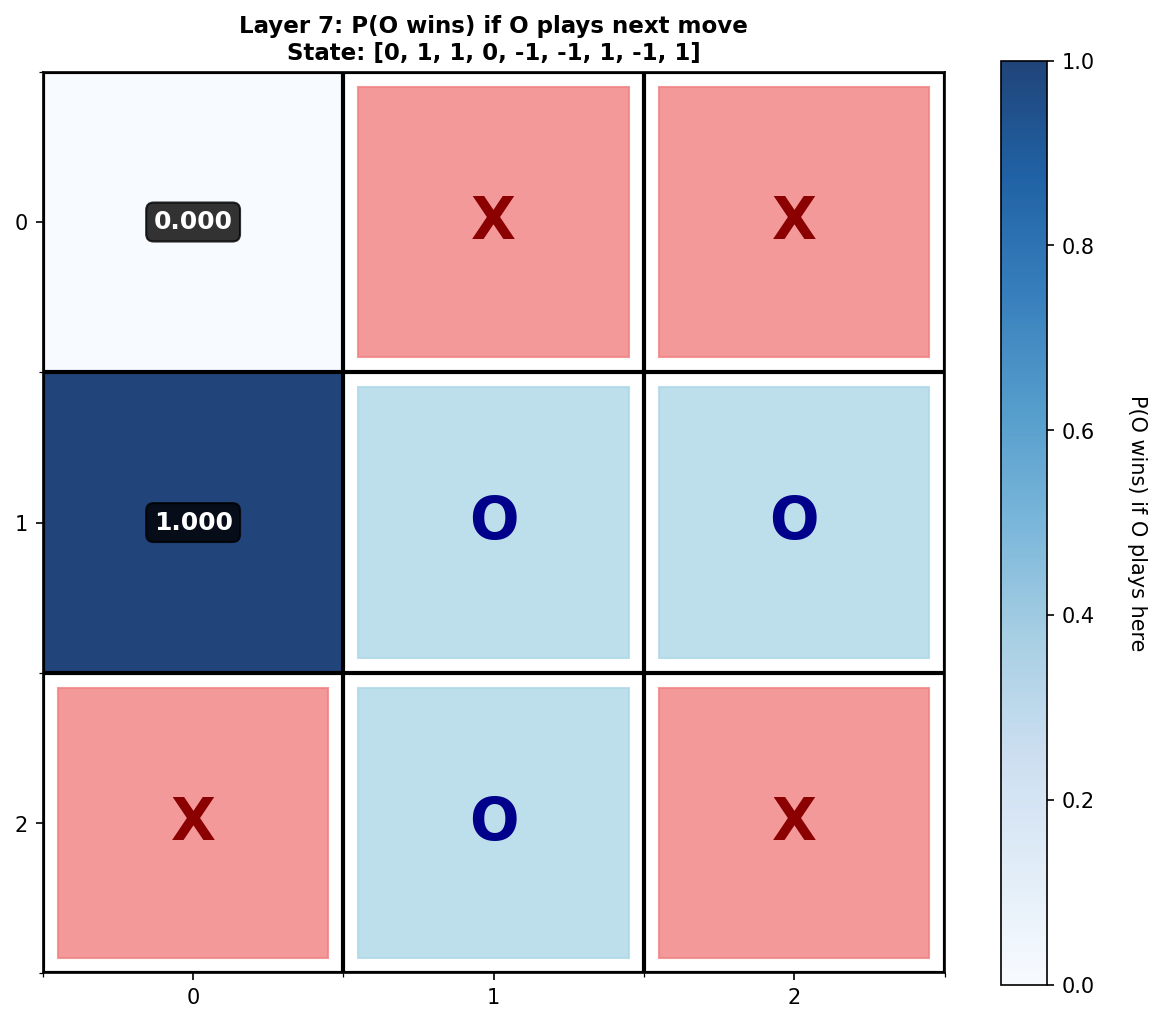 Layer 7: P(O wins) if O plays next move
State: [0, 1, 1, 0, -1, -1, 1, -1, 1]
0
0.000
X
X
1
1.000
O
O
2
X
O
X
0
1
2
1.0
0.8
0.6
0.4
0.2
0.0
P(O wins) if O plays here